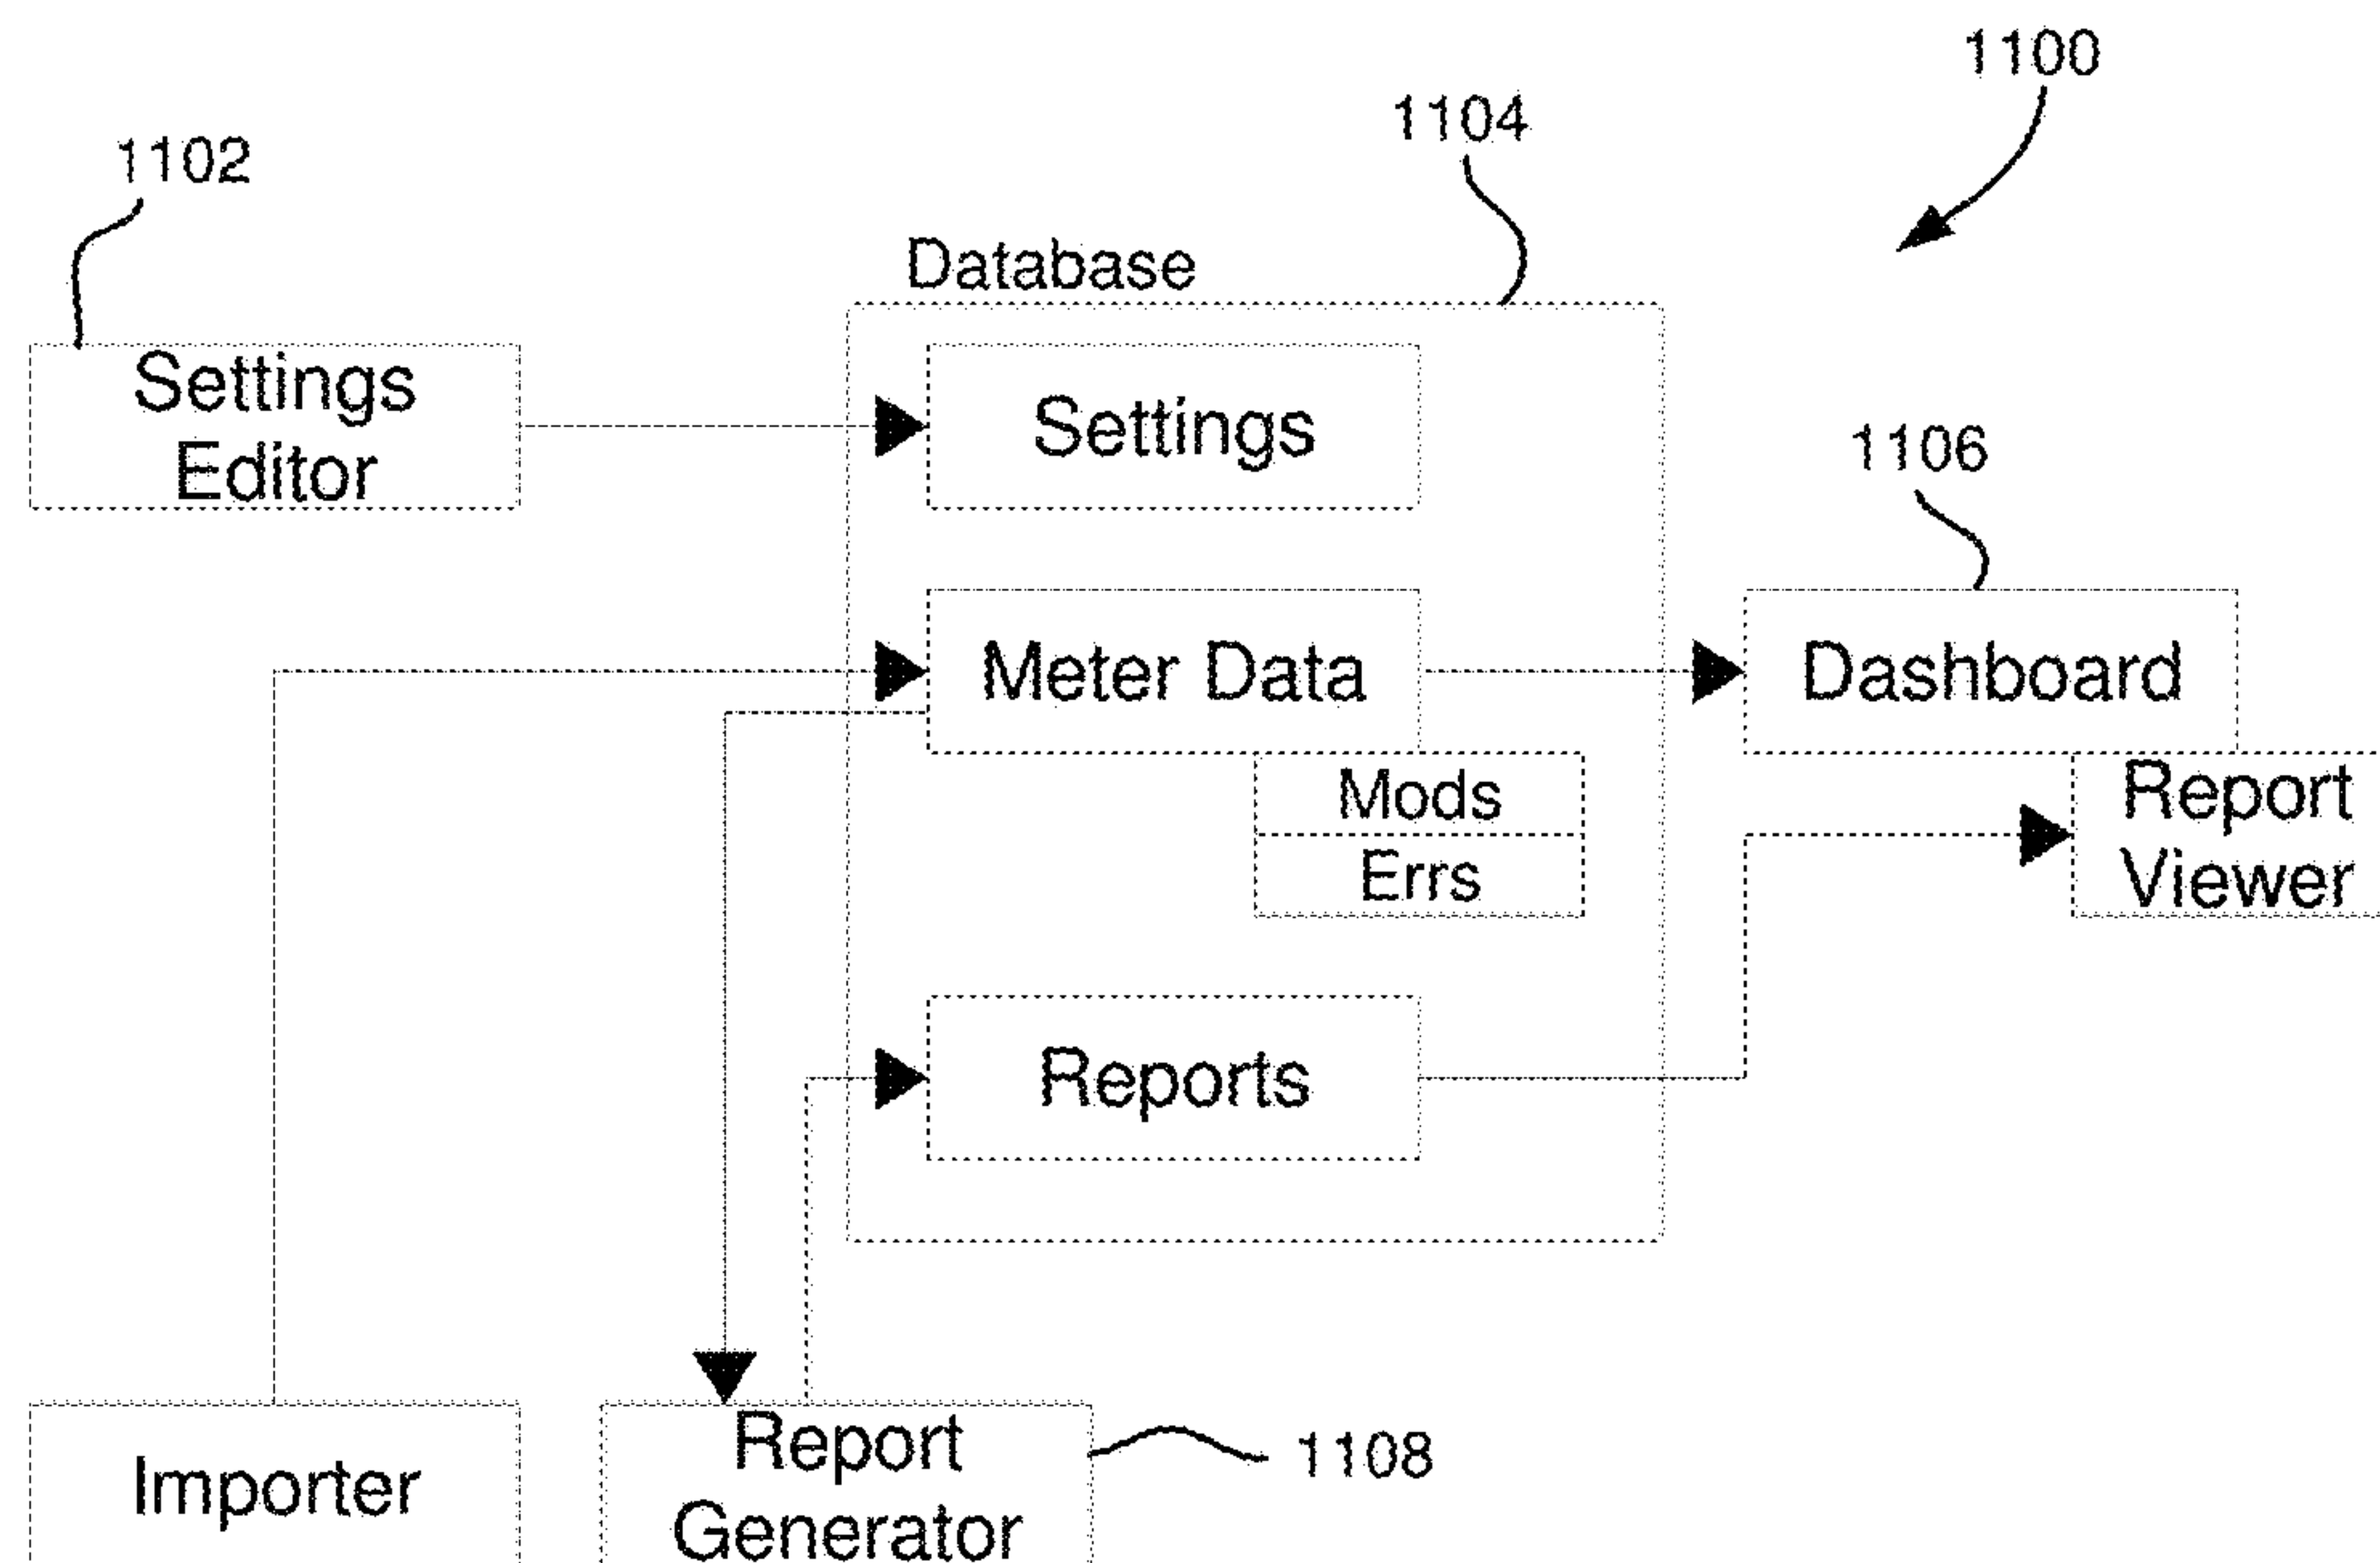 1100
1104
1102
Database
Settings
Editor
Settings
1106
Meter Data
Dashboard
Mods
Errs
Report
Viewer
Reports
Importer
Report
Generator
1108